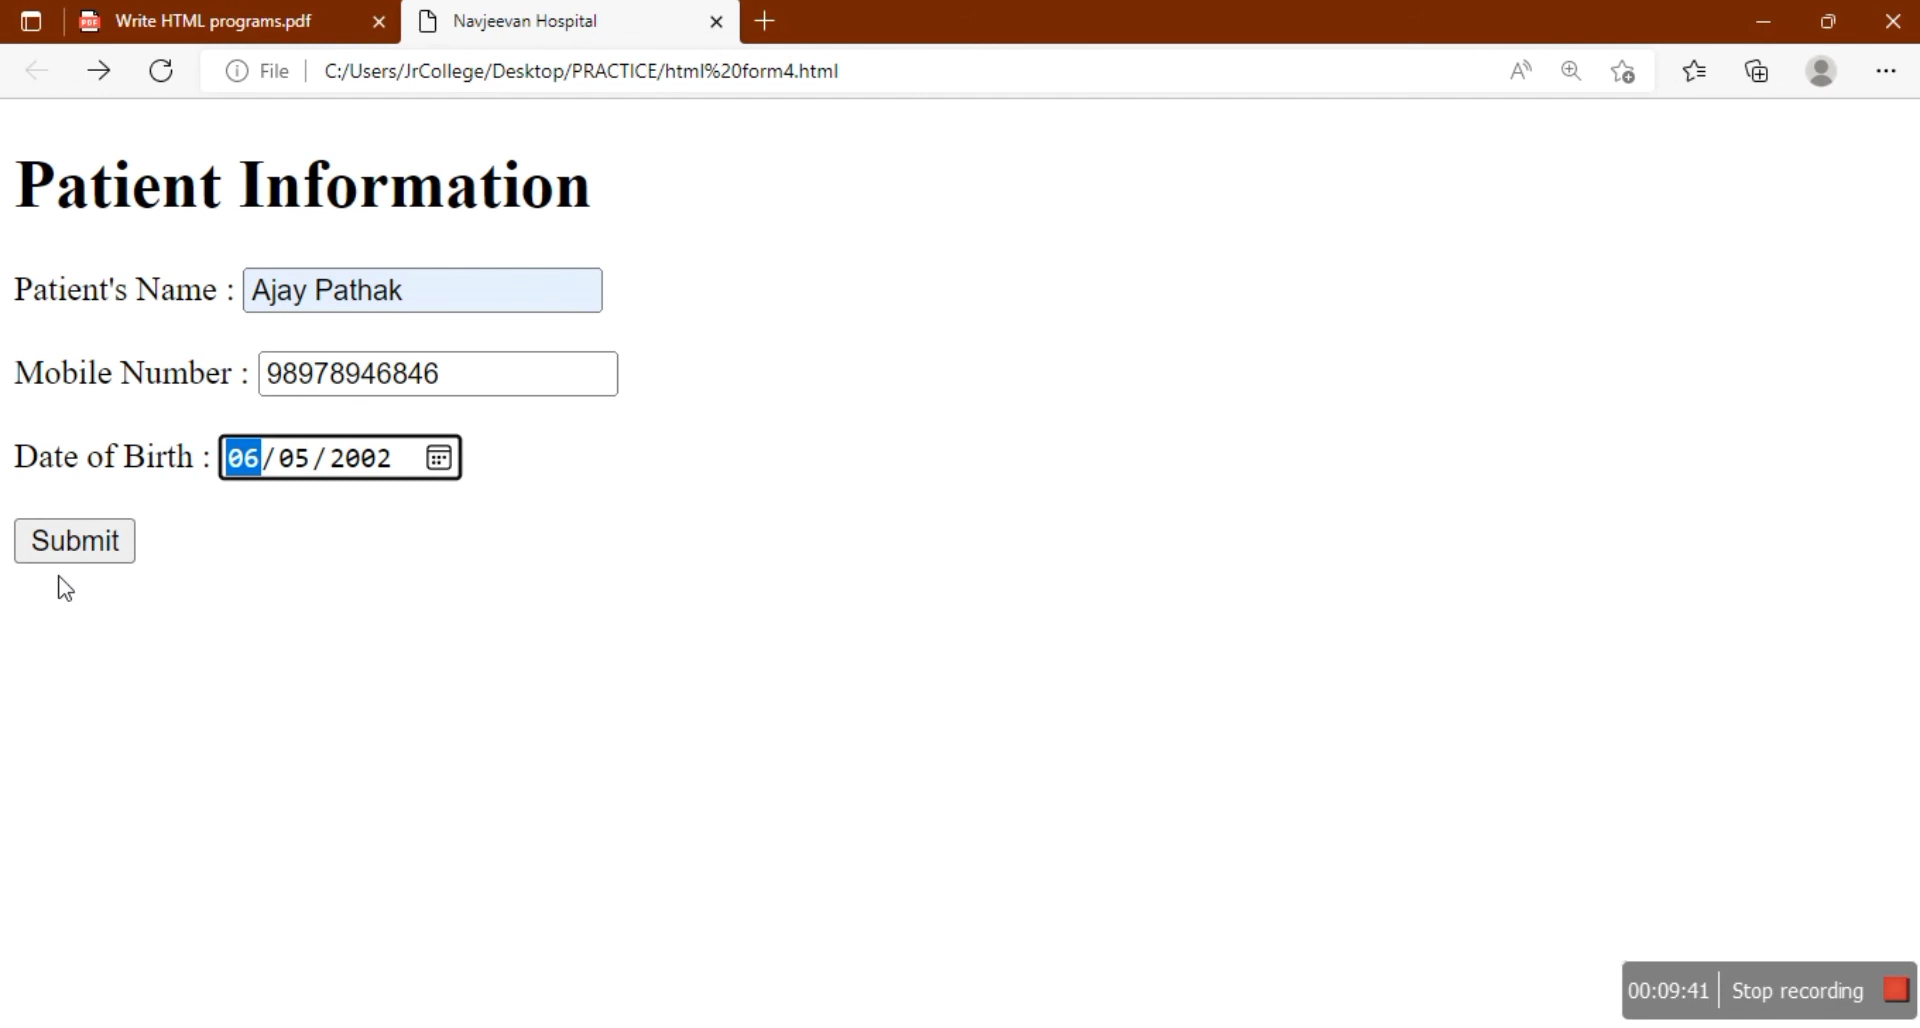 Write HTML programs.pdf
Navjeevan Hospital
File
C:/Users/JrCollege/Desktop/PRACTICE/html%20form4.html
Patient Information
Patient's Name : Ajay Pathak
Mobile Number : 98978946846
Date of Birth : 06/05/2002
Submit
00:09:41 Stop recording